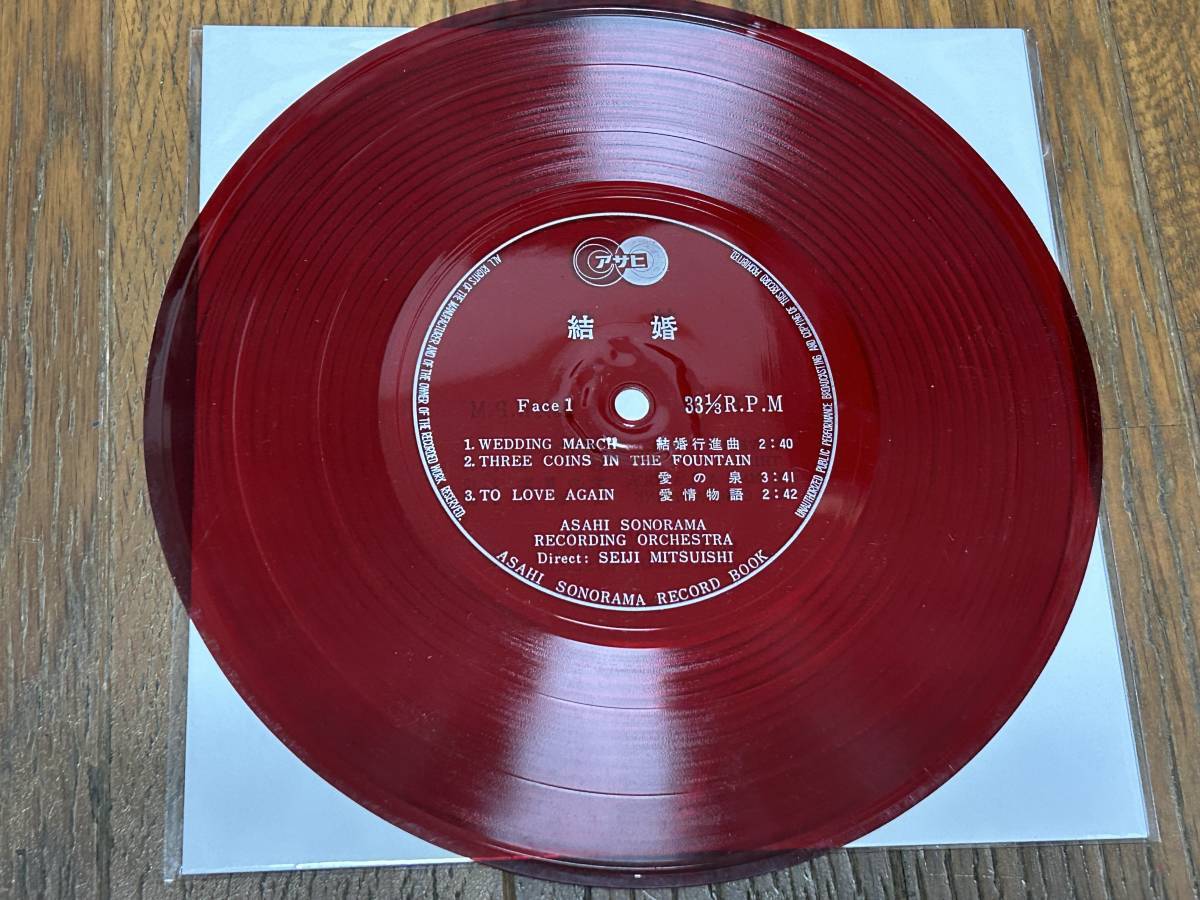 アサヒ
結婚
Face 1 33⅓ R.P.M
1. WEDDING MARCH 結婚行進曲 2:40
2. THREE COINS IN THE FOUNTAIN
愛の泉 3:41
3. TO LOVE AGAIN 愛情物語 2:42
ASAHI SONORAMA
RECORDING ORCHESTRA
Direct: SEIJI MITSUISHI
ASAHI SONORAMA RECORD BOOK
ALL RIGHTS OF THE MANUFACTURER AND OF THE OWNER OF THE RECORDED WORK RESERVED.
UNAUTHORIZED PUBLIC PERFORMANCE BROADCASTING AND COPYING OF THIS RECORD PROHIBITED